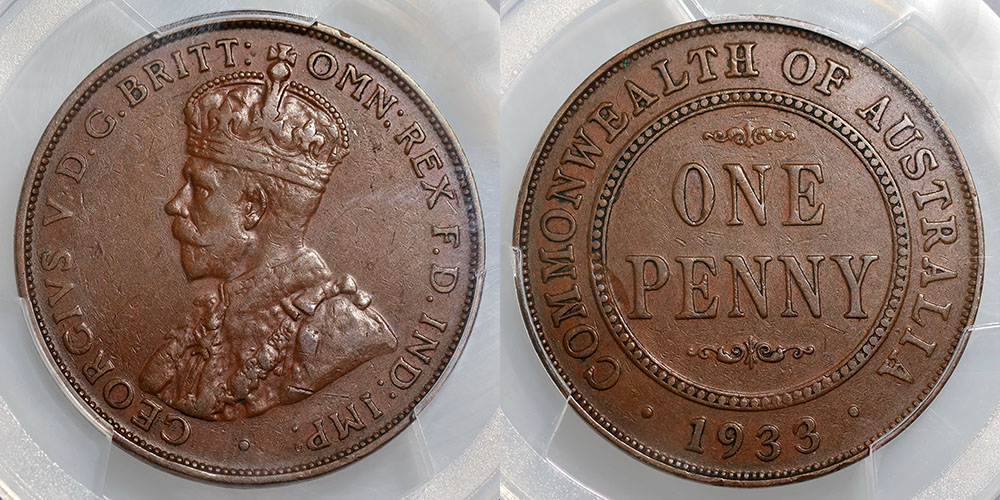 GEORGIVS V D.G.BRITT: OMN:REX F.D.IND:IMP:
COMMONWEALTH OF AUSTRALIA
ONE
PENNY
· 1933 ·